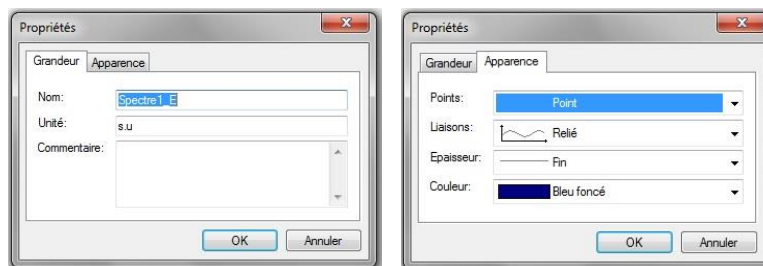 Propriétés
Grandeur Apparence
Nom: Spectre1_E
Unité: s.u
Commentaire:
OK Annuler
Propriétés
Grandeur Apparence
Points: Point
Liaisons: Relié
Epaisseur: Fin
Couleur: Bleu foncé
OK Annuler